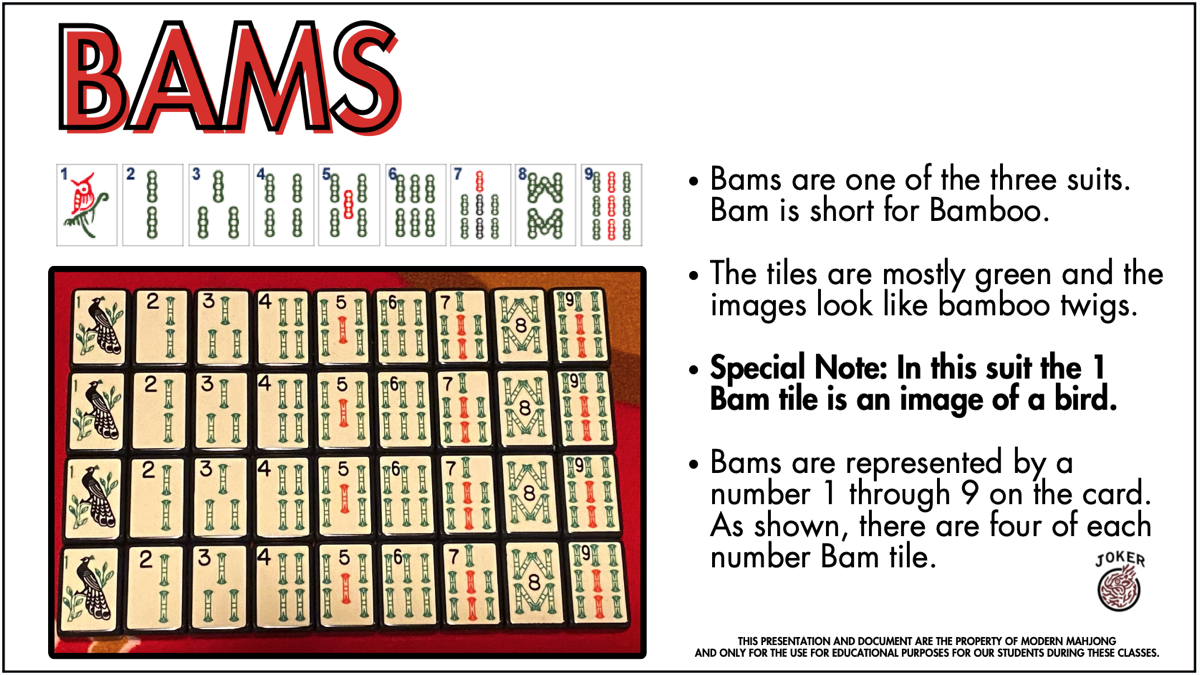 BAMS
1 2 3 4 5 6 7 8 9
• Bams are one of the three suits.
Bam is short for Bamboo.
• The tiles are mostly green and the
images look like bamboo twigs.
• Special Note: In this suit the 1
Bam tile is an image of a bird.
• Bams are represented by a
number 1 through 9 on the card.
As shown, there are four of each
number Bam tile.
1 2 3 4 5 6 7 8 9
1 2 3 4 5 6 7 8 9
1 2 3 4 5 6 7 8 9
1 2 3 4 5 6 7 8 9
JOKER
THIS PRESENTATION AND DOCUMENT ARE THE PROPERTY OF MODERN MAHJONG
AND ONLY FOR THE USE FOR EDUCATIONAL PURPOSES FOR OUR STUDENTS DURING THESE CLASSES.